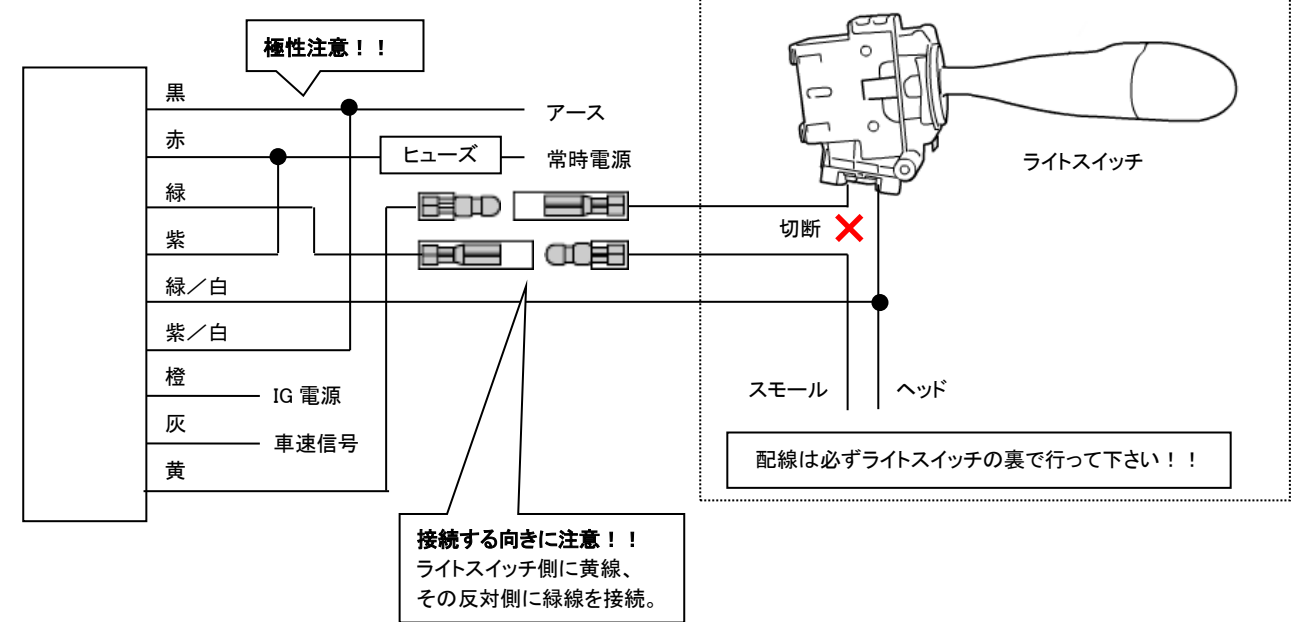 極性注意！！
黒
アース
赤
ヒューズ
常時電源
ライトスイッチ
緑
切断
紫
緑／白
紫／白
橙
IG 電源
スモール
ヘッド
灰
車速信号
黄
配線は必ずライトスイッチの裏で行って下さい！！
接続する向きに注意！！
ライトスイッチ側に黄線、
その反対側に緑線を接続。